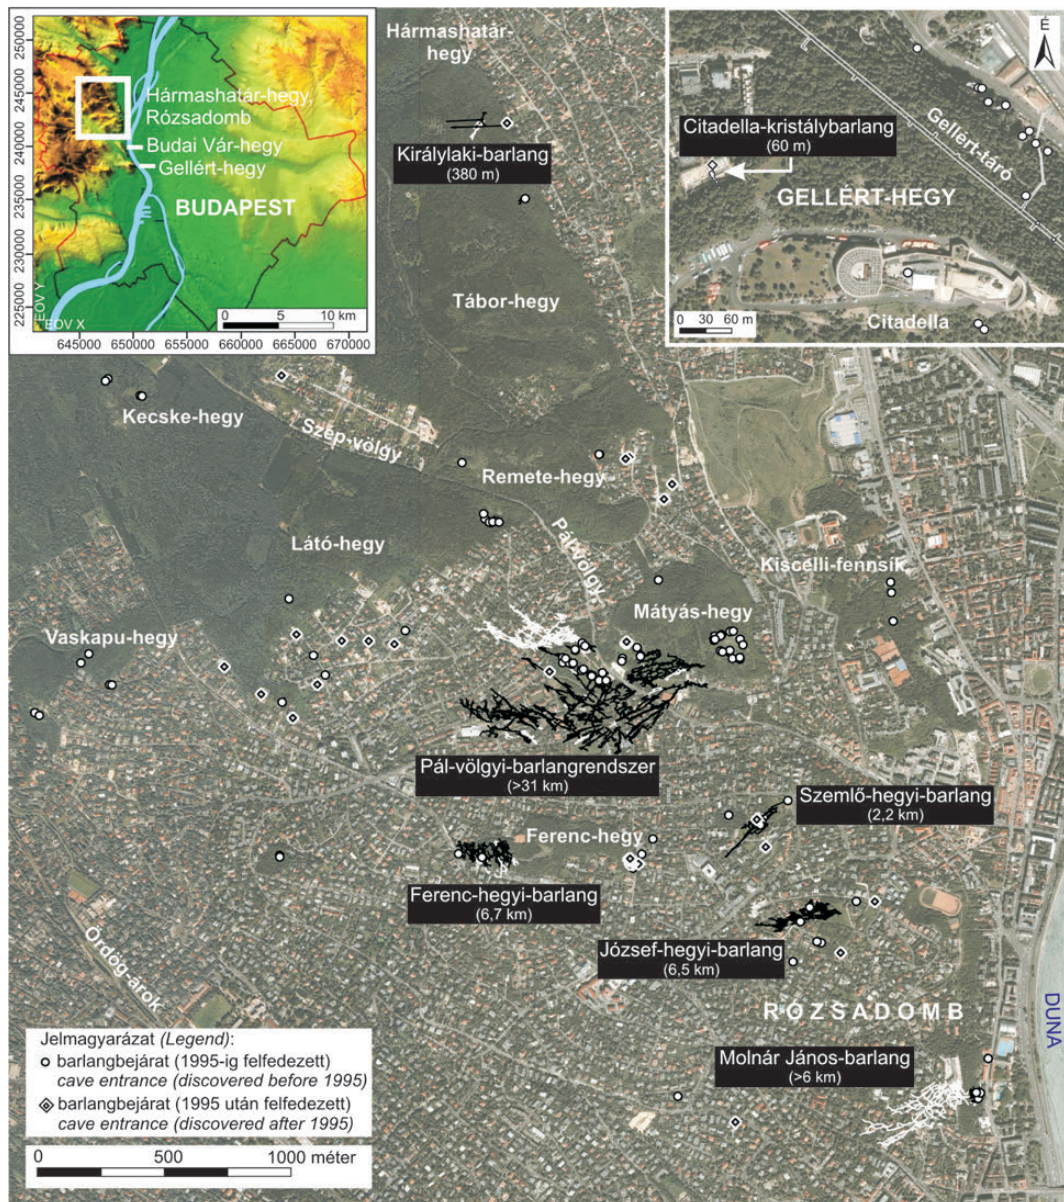 250000
245000
240000
235000
230000
225000
EOV Y
EOV X
645000 650000 655000 660000 665000 670000
Hármashatár-hegy,
Rózsadomb
Budai Vár-hegy
Gellért-hegy
BUDAPEST
0 5 10 km
Hármashatár-
hegy
Királylaki-barlang
(380 m)
Tábor-hegy
É
Gellért-táró
Citadella-kristálybarlang
(60 m)
GELLÉRT-HEGY
Citadella
0 30 60 m
Kecske-hegy
Szép-völgy
Remete-hegy
Látó-hegy
Pál-völgy
Kiscelli-fennsík
Mátyás-hegy
Vaskapu-hegy
Pál-völgyi-barlangrendszer
(>31 km)
Szemlő-hegyi-barlang
(2,2 km)
Ferenc-hegy
Ferenc-hegyi-barlang
(6,7 km)
József-hegyi-barlang
(6,5 km)
Ördög-árok
RÓZSADOMB
DUNA
Molnár János-barlang
(>6 km)
Jelmagyarázat (Legend):
barlangbejárat (1995-ig felfedezett)
cave entrance (discovered before 1995)
barlangbejárat (1995 után felfedezett)
cave entrance (discovered after 1995)
0 500 1000 méter